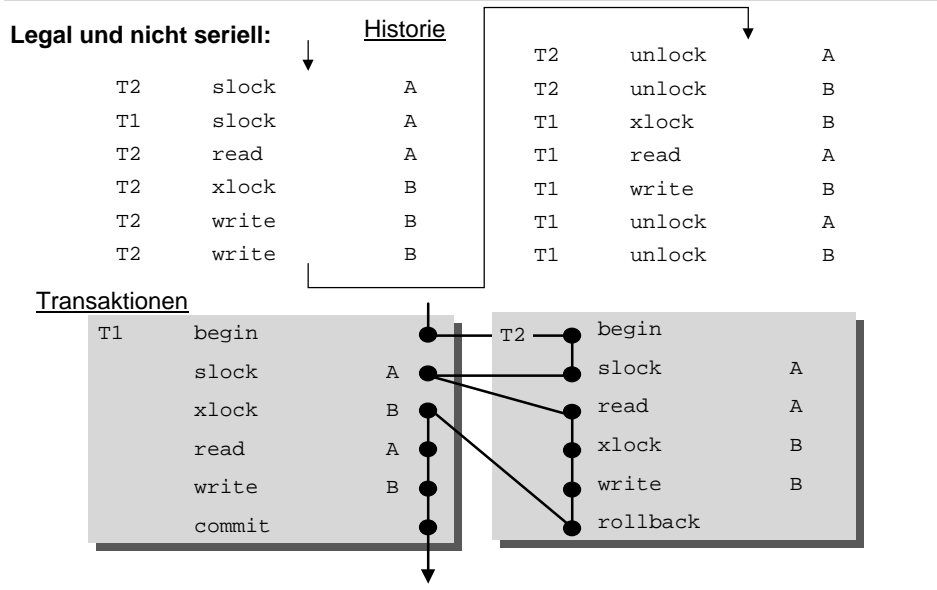 Legal und nicht seriell:
Historie
T2 slock A
T1 slock A
T2 read A
T2 xlock B
T2 write B
T2 write B
T2 unlock A
T2 unlock B
T1 xlock B
T1 read A
T1 write B
T1 unlock A
T1 unlock B
Transaktionen
T1 begin
slock A
xlock B
read A
write B
commit
T2 begin
slock A
read A
xlock B
write B
rollback